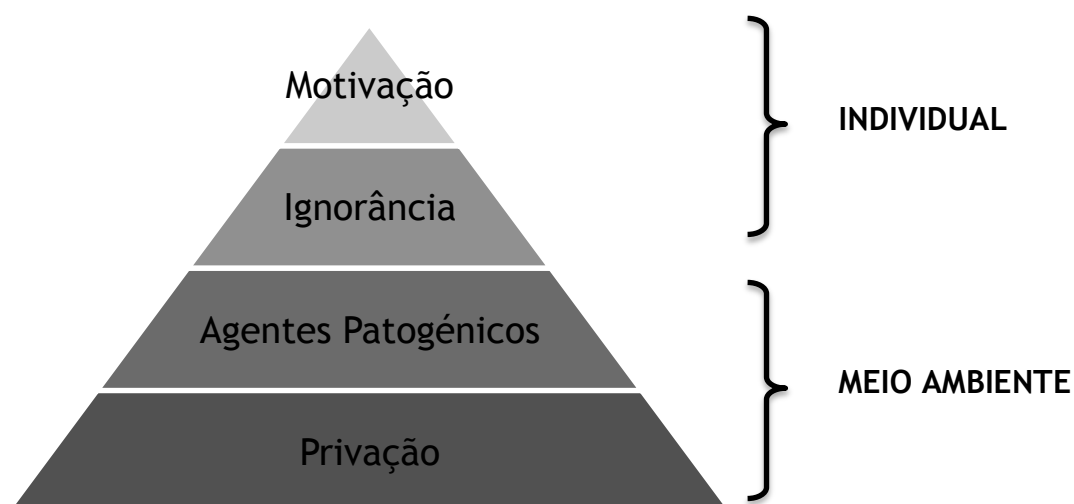 Motivação
INDIVIDUAL
Ignorância
Agentes Patogénicos
MEIO AMBIENTE
Privação